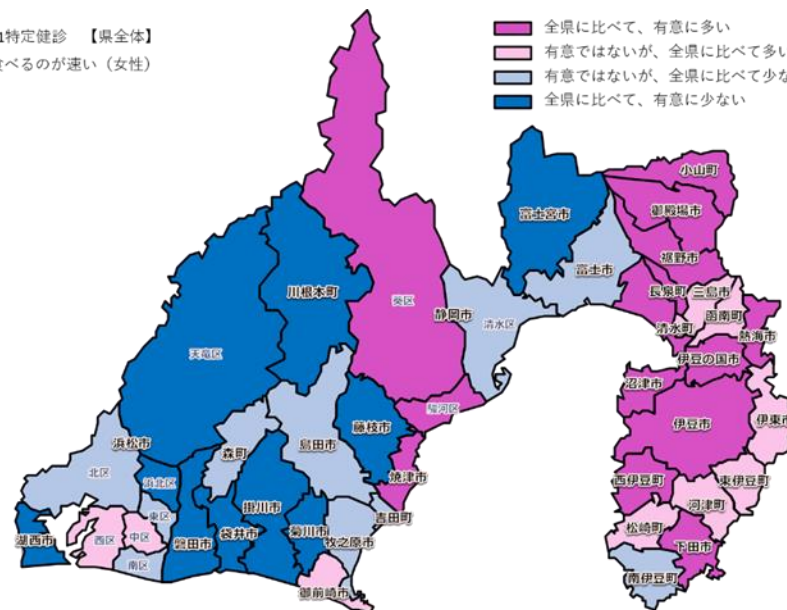 特定健診 【県全体】
食べるのが速い（女性）
全県に比べて、有意に多い
有意ではないが、全県に比べて多い
有意ではないが、全県に比べて少な
全県に比べて、有意に少ない
小山町
御殿場市
富士宮市
裾野市
富士市
長泉町
三島市
川根本町
葵区
静岡市
清水区
清水町
函南町
熱海市
天竜区
伊豆の国市
沼津市
駿河区
伊豆市
伊東市
藤枝市
浜松市
森町
島田市
北区
浜北区
焼津市
西伊豆町
東伊豆町
掛川市
河津町
東区
吉田町
湖西市
西区
中区
磐田市
袋井市
菊川市
牧之原市
松崎町
下田市
南区
南伊豆町
御前崎市